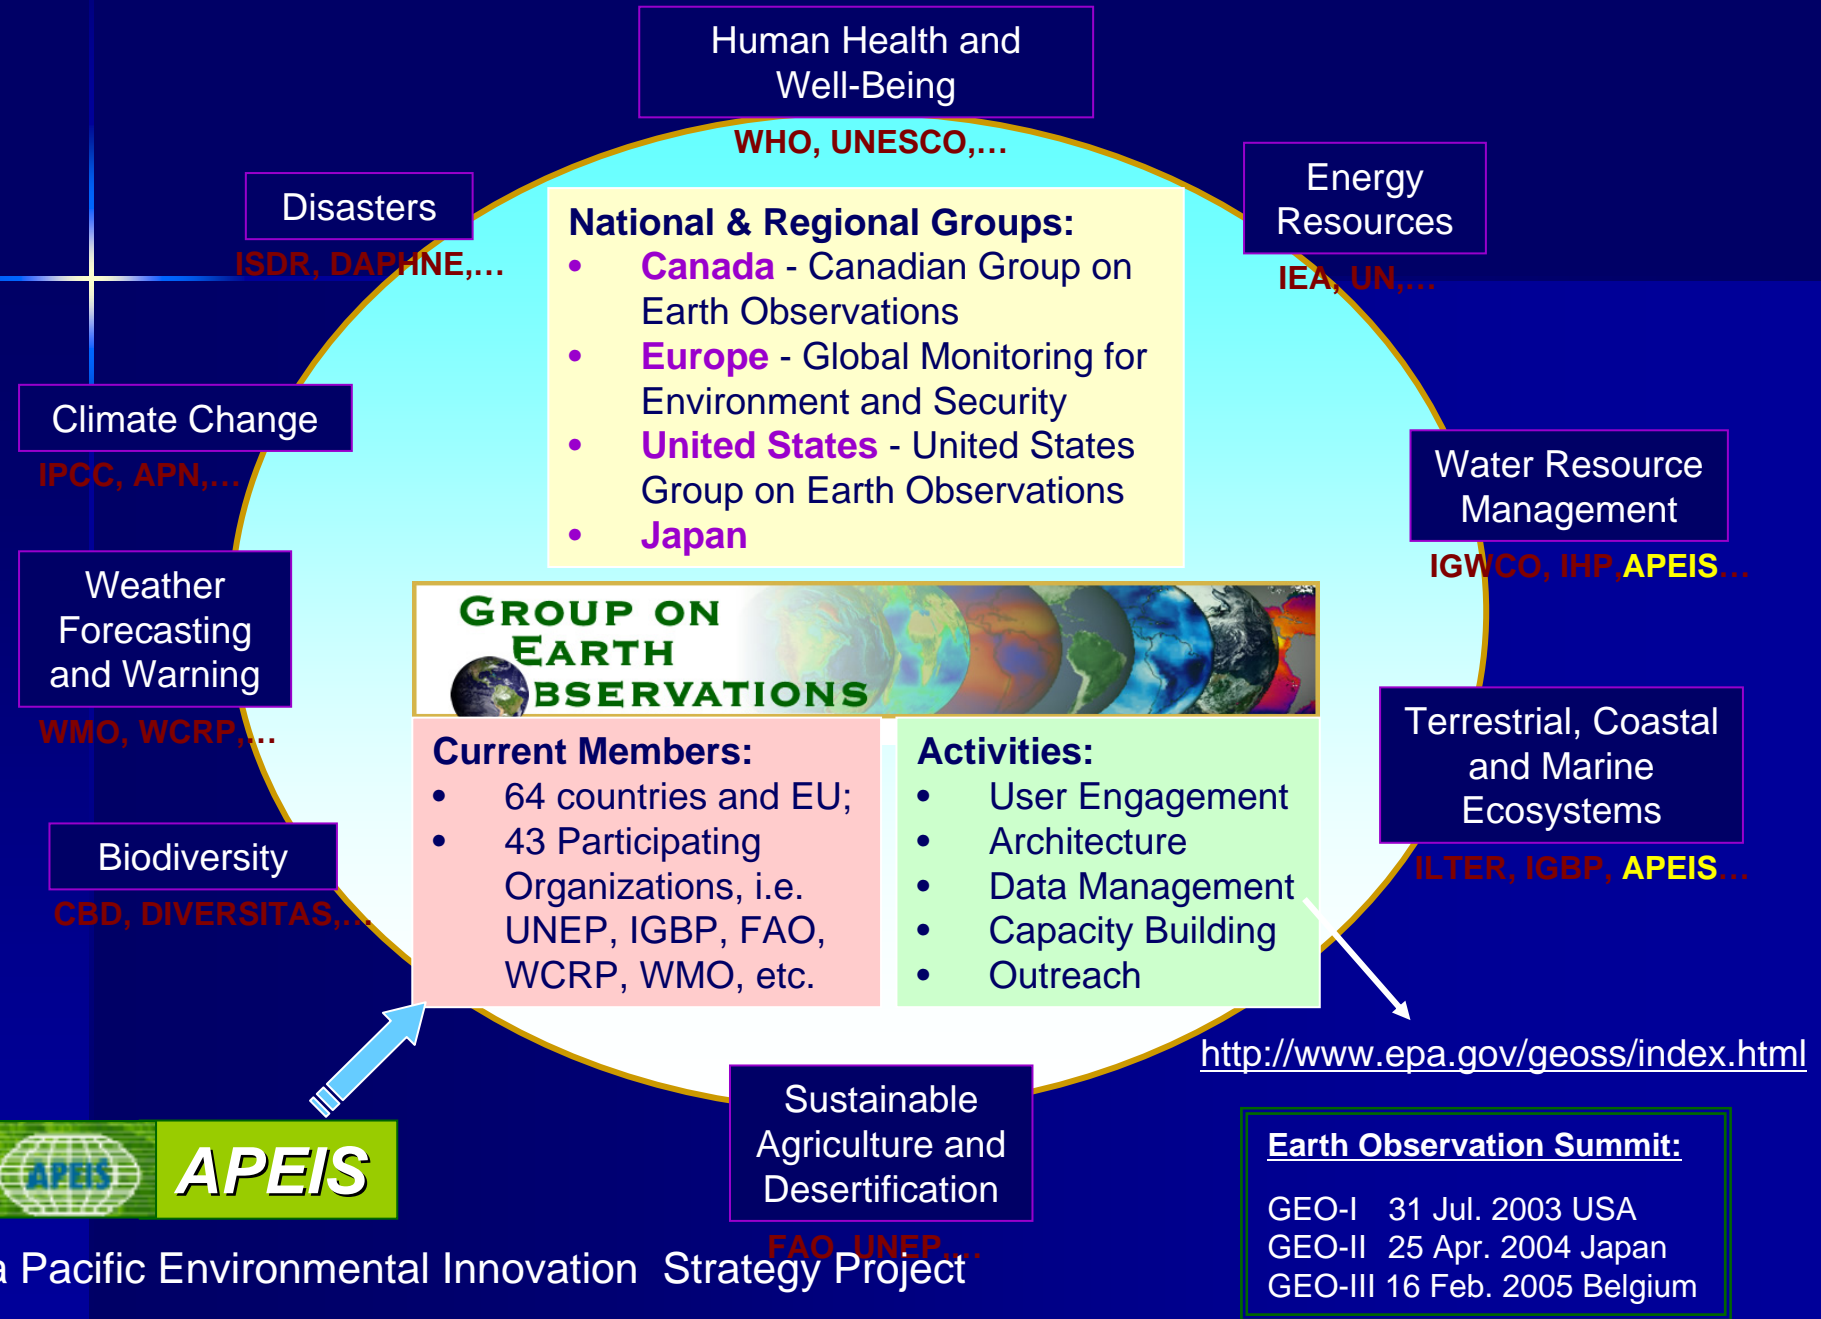 Human Health and
Well-Being
WHO, UNESCO,…
Disasters
ISDR, DAPHNE,…
Energy
Resources
IEA, UN,…
National & Regional Groups:
• Canada - Canadian Group on
Earth Observations
• Europe - Global Monitoring for
Environment and Security
• United States - United States
Group on Earth Observations
• Japan
Climate Change
IPCC, APN,…
Water Resource
Management
IGWCO, IHP,APEIS…
Weather
Forecasting
and Warning
WMO, WCRP,…
GROUP ON
EARTH
OBSERVATIONS
Terrestrial, Coastal
and Marine
Ecosystems
ILTER, IGBP, APEIS…
Current Members:
• 64 countries and EU;
• 43 Participating
Organizations, i.e.
UNEP, IGBP, FAO,
WCRP, WMO, etc.
Activities:
• User Engagement
• Architecture
• Data Management
• Capacity Building
• Outreach
Biodiversity
CBD, DIVERSITAS,…
http://www.epa.gov/geoss/index.html
Sustainable
Agriculture and
Desertification
FAO, UNEP,…
APEIS
APEIS
a Pacific Environmental Innovation Strategy Project
Earth Observation Summit:
GEO-I 31 Jul. 2003 USA
GEO-II 25 Apr. 2004 Japan
GEO-III 16 Feb. 2005 Belgium